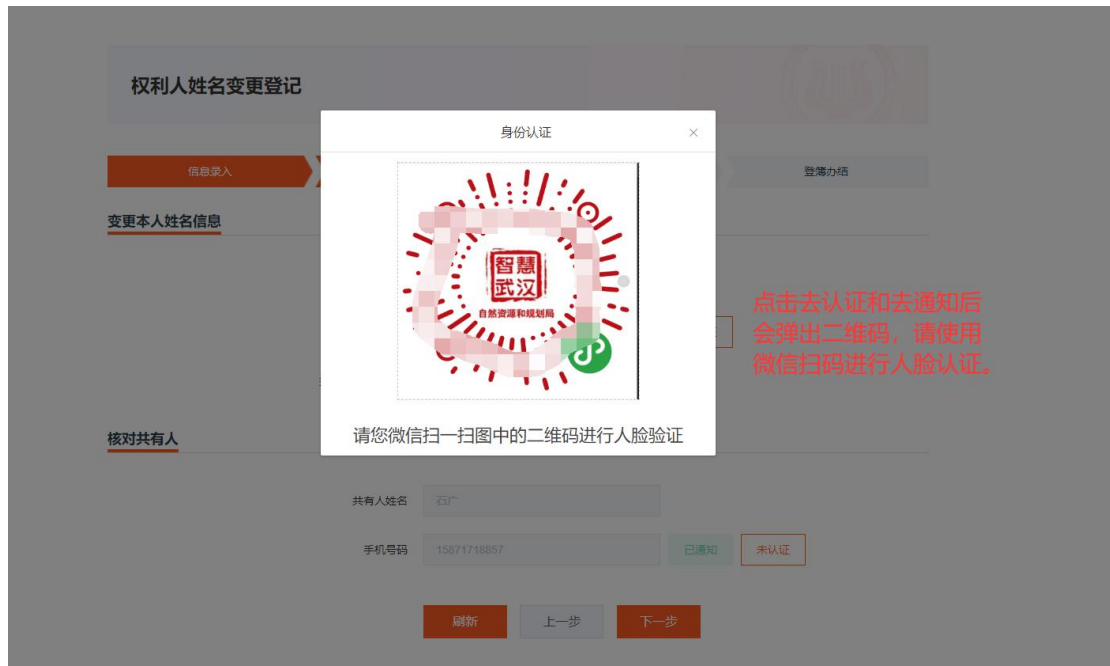 权利人姓名变更登记
身份认证
×
信息录入
登簿办结
变更本人姓名信息
智慧
武汉
自然资源和规划局
点击去认证和去通知后
会弹出二维码，请使用
微信扫码进行人脸认证。
请您微信扫一扫图中的二维码进行人脸验证
核对共有人
共有人姓名 石广
手机号码 15871718857 已通知 未认证
刷新 上一步 下一步